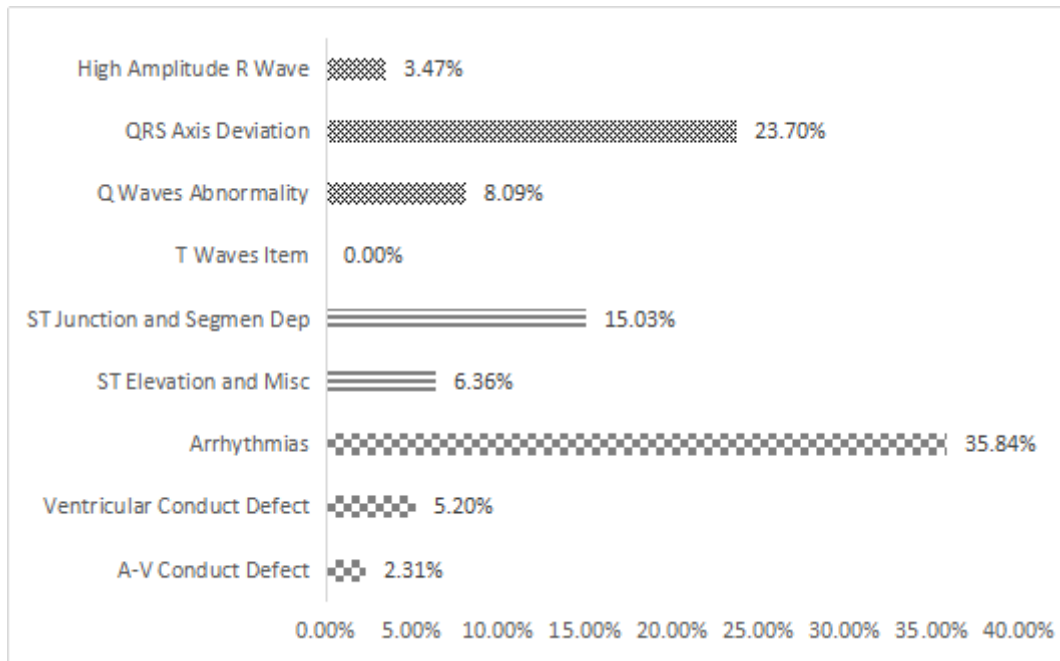 High Amplitude R Wave 3.47%
QRS Axis Deviation 23.70%
Q Waves Abnormality 8.09%
T Waves Item 0.00%
ST Junction and Segmen Dep 15.03%
ST Elevation and Misc 6.36%
Arrhythmias 35.84%
Ventricular Conduct Defect 5.20%
A-V Conduct Defect 2.31%
0.00% 5.00% 10.00% 15.00% 20.00% 25.00% 30.00% 35.00% 40.00%